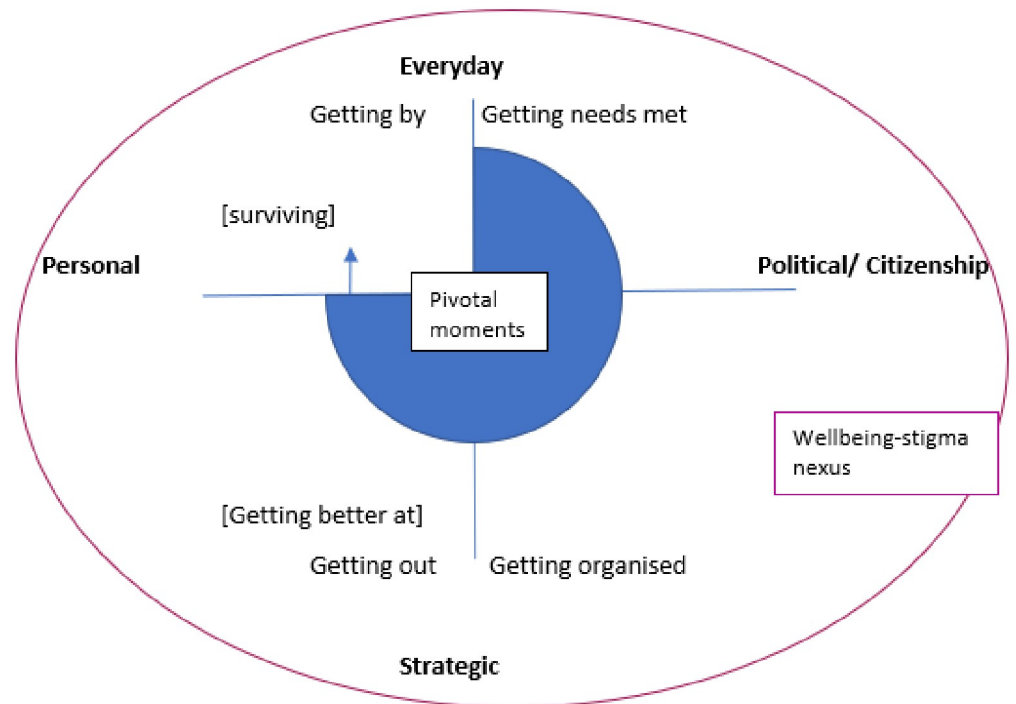 Everyday
Getting by
Getting needs met
[surviving]
Personal
Political/ Citizenship
Pivotal
moments
Wellbeing-stigma
nexus
[Getting better at]
Getting out
Getting organised
Strategic